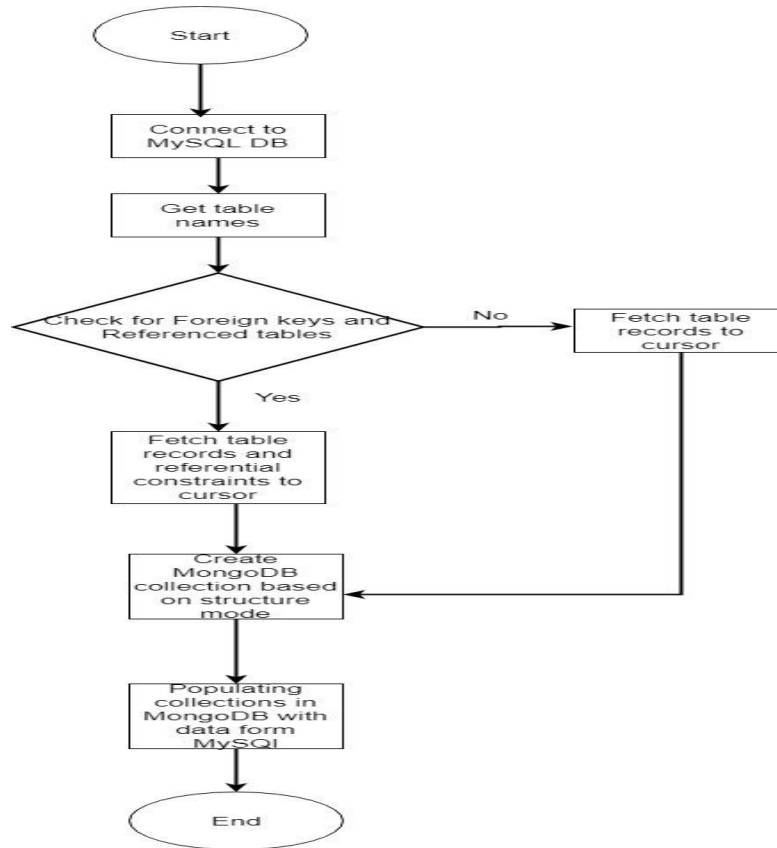 Start
Connect to
MySQL DB
Get table
names
Check for Foreign keys and
Referenced tables
No
Fetch table
records to
cursor
Yes
Fetch table
records and
referential
constraints to
cursor
Create
MongoDB
collection based
on structure
mode
Populating
collections in
MongoDB with
data form
MySQl
End